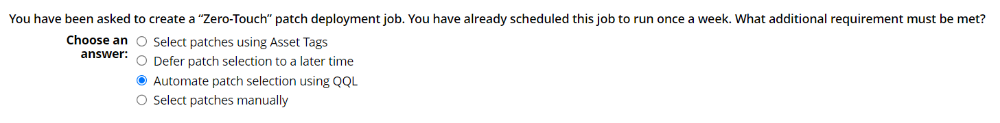 You have been asked to create a “Zero-Touch” patch deployment job. You have already scheduled this job to run once a week. What additional requirement must be met?
Choose an answer:
Select patches using Asset Tags
Defer patch selection to a later time
Automate patch selection using QQL
Select patches manually